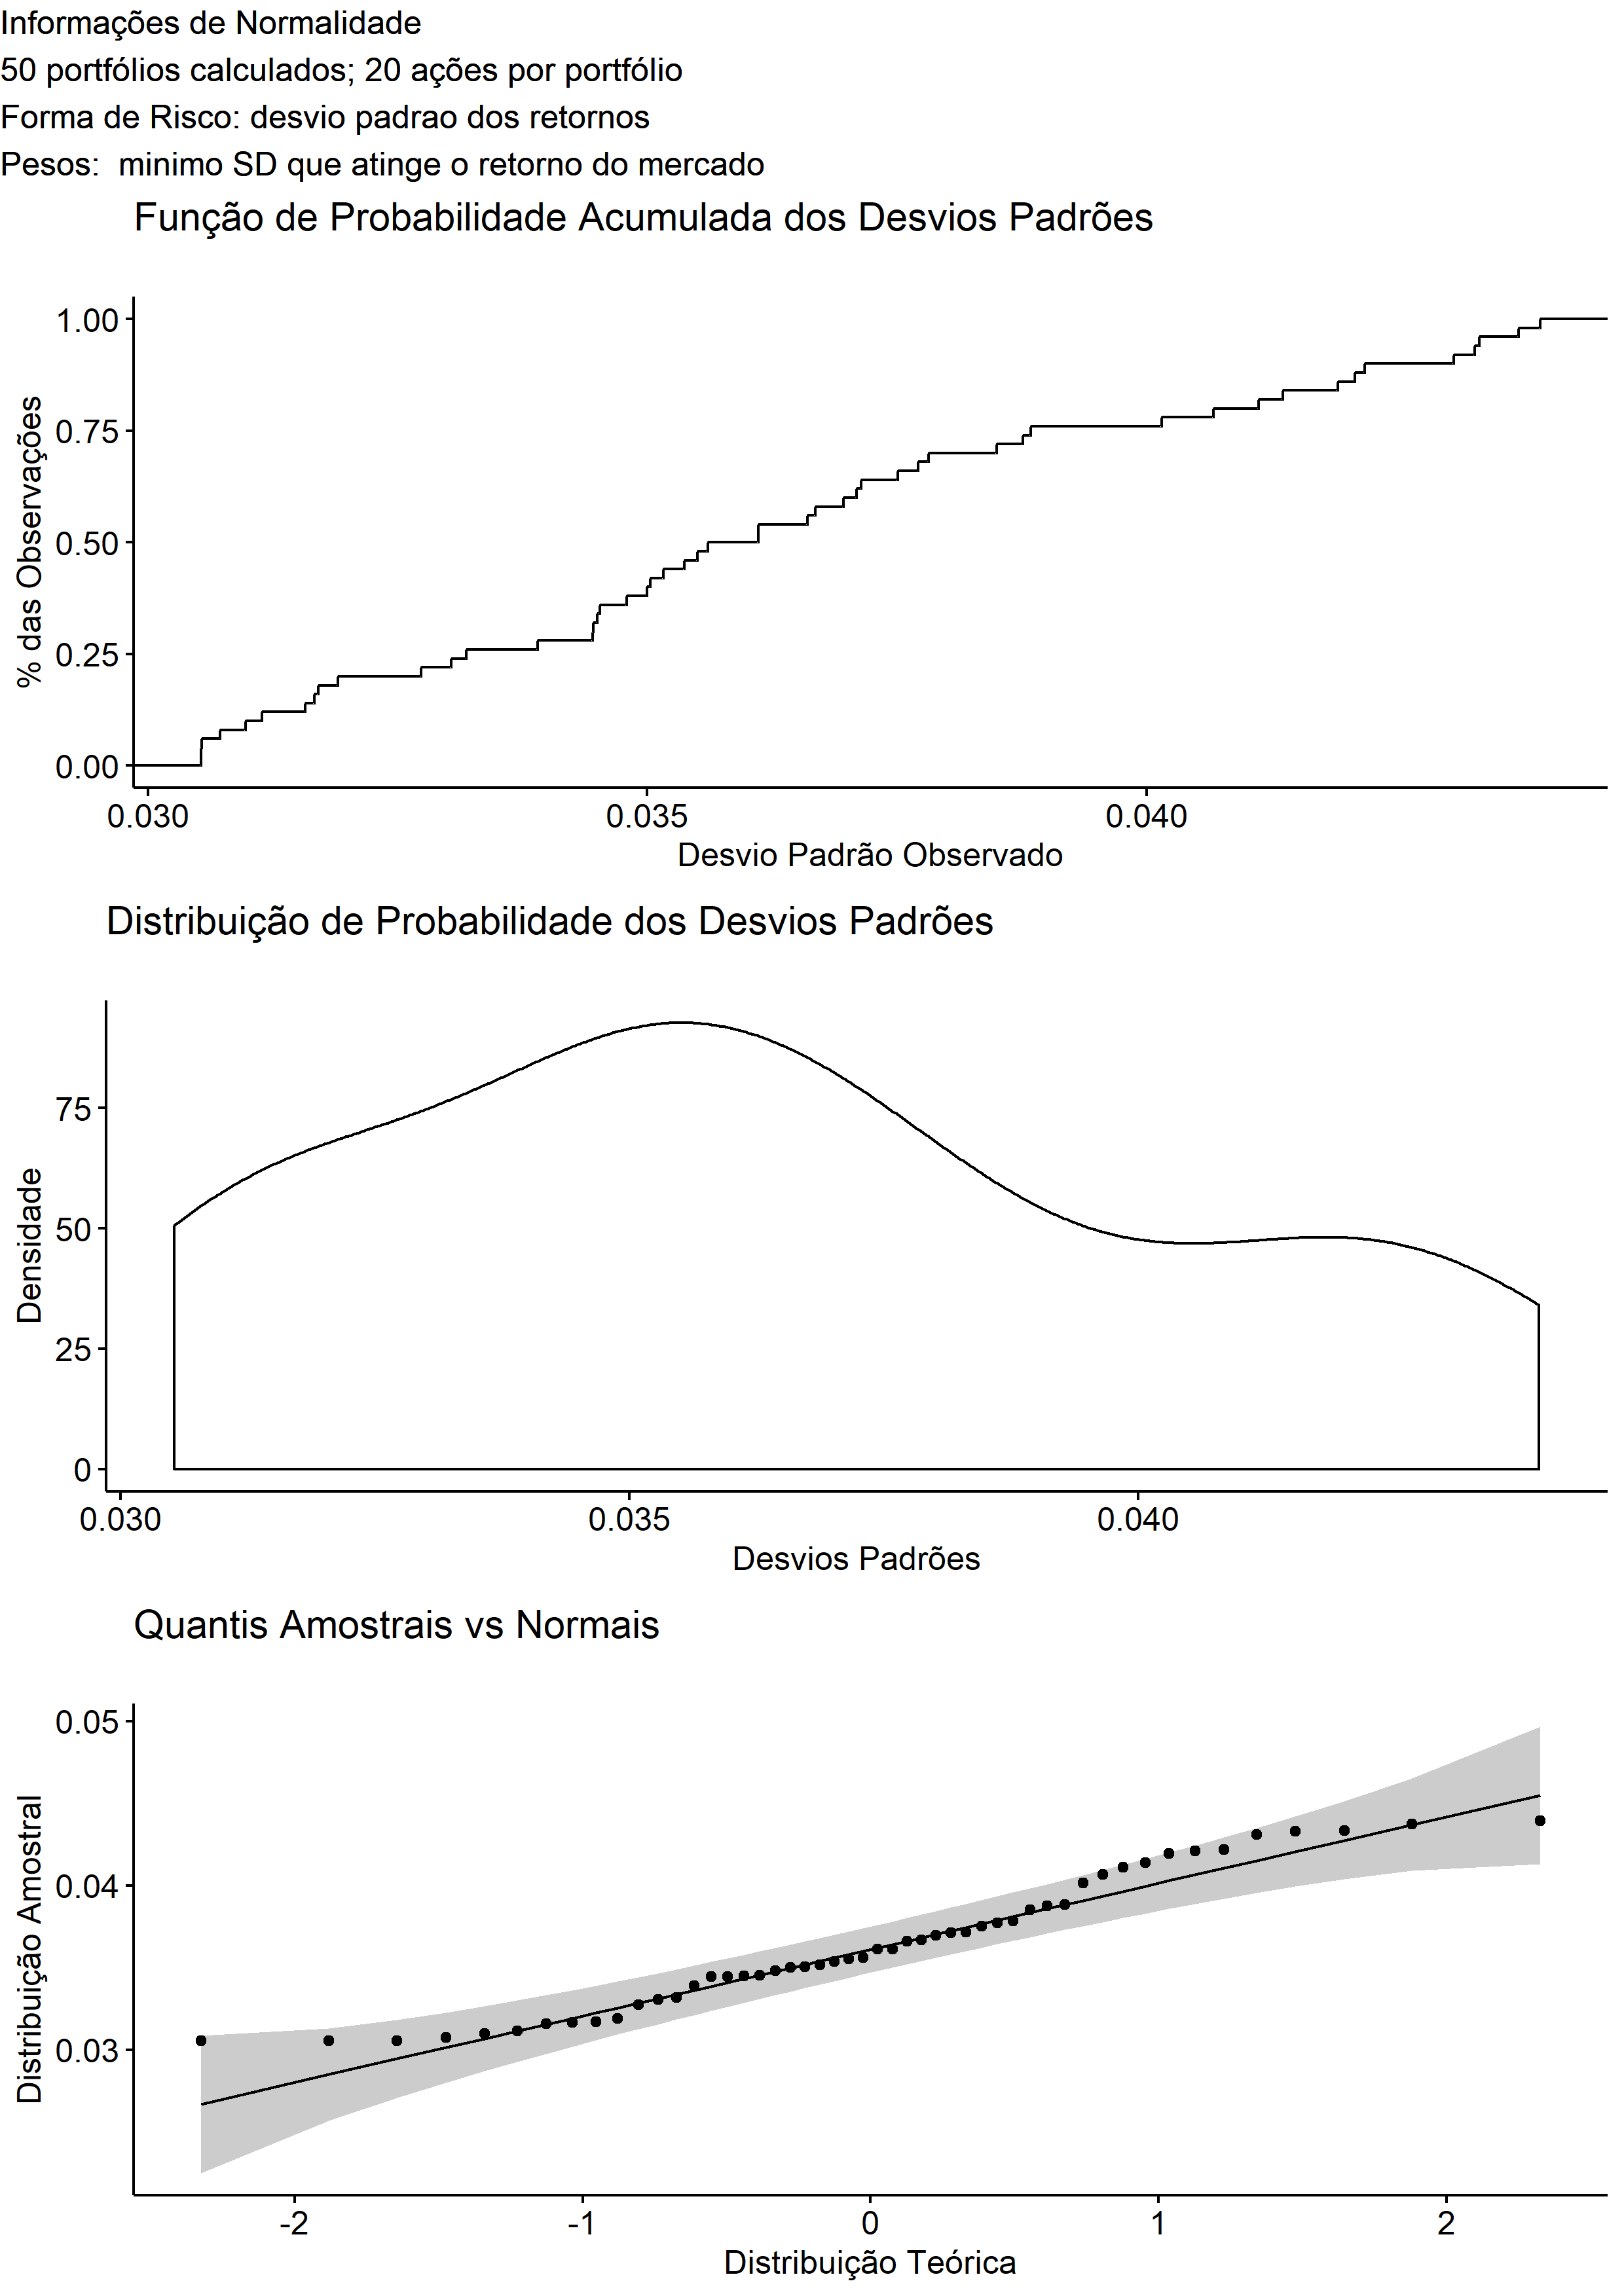 Informações de Normalidade
50 portfólios calculados; 20 ações por portfólio
Forma de Risco: desvio padrao dos retornos
Pesos:  minimo SD que atinge o retorno do mercado
Função de Probabilidade Acumulada dos Desvios Padrões
% das Observações
1.00
0.75
0.50
0.25
0.00
0.030 0.035 0.040
Desvio Padrão Observado
Distribuição de Probabilidade dos Desvios Padrões
Densidade
75
50
25
0
0.030 0.035 0.040
Desvios Padrões
Quantis Amostrais vs Normais
Distribuição Amostral
0.05
0.04
0.03
-2 -1 0 1 2
Distribuição Teórica